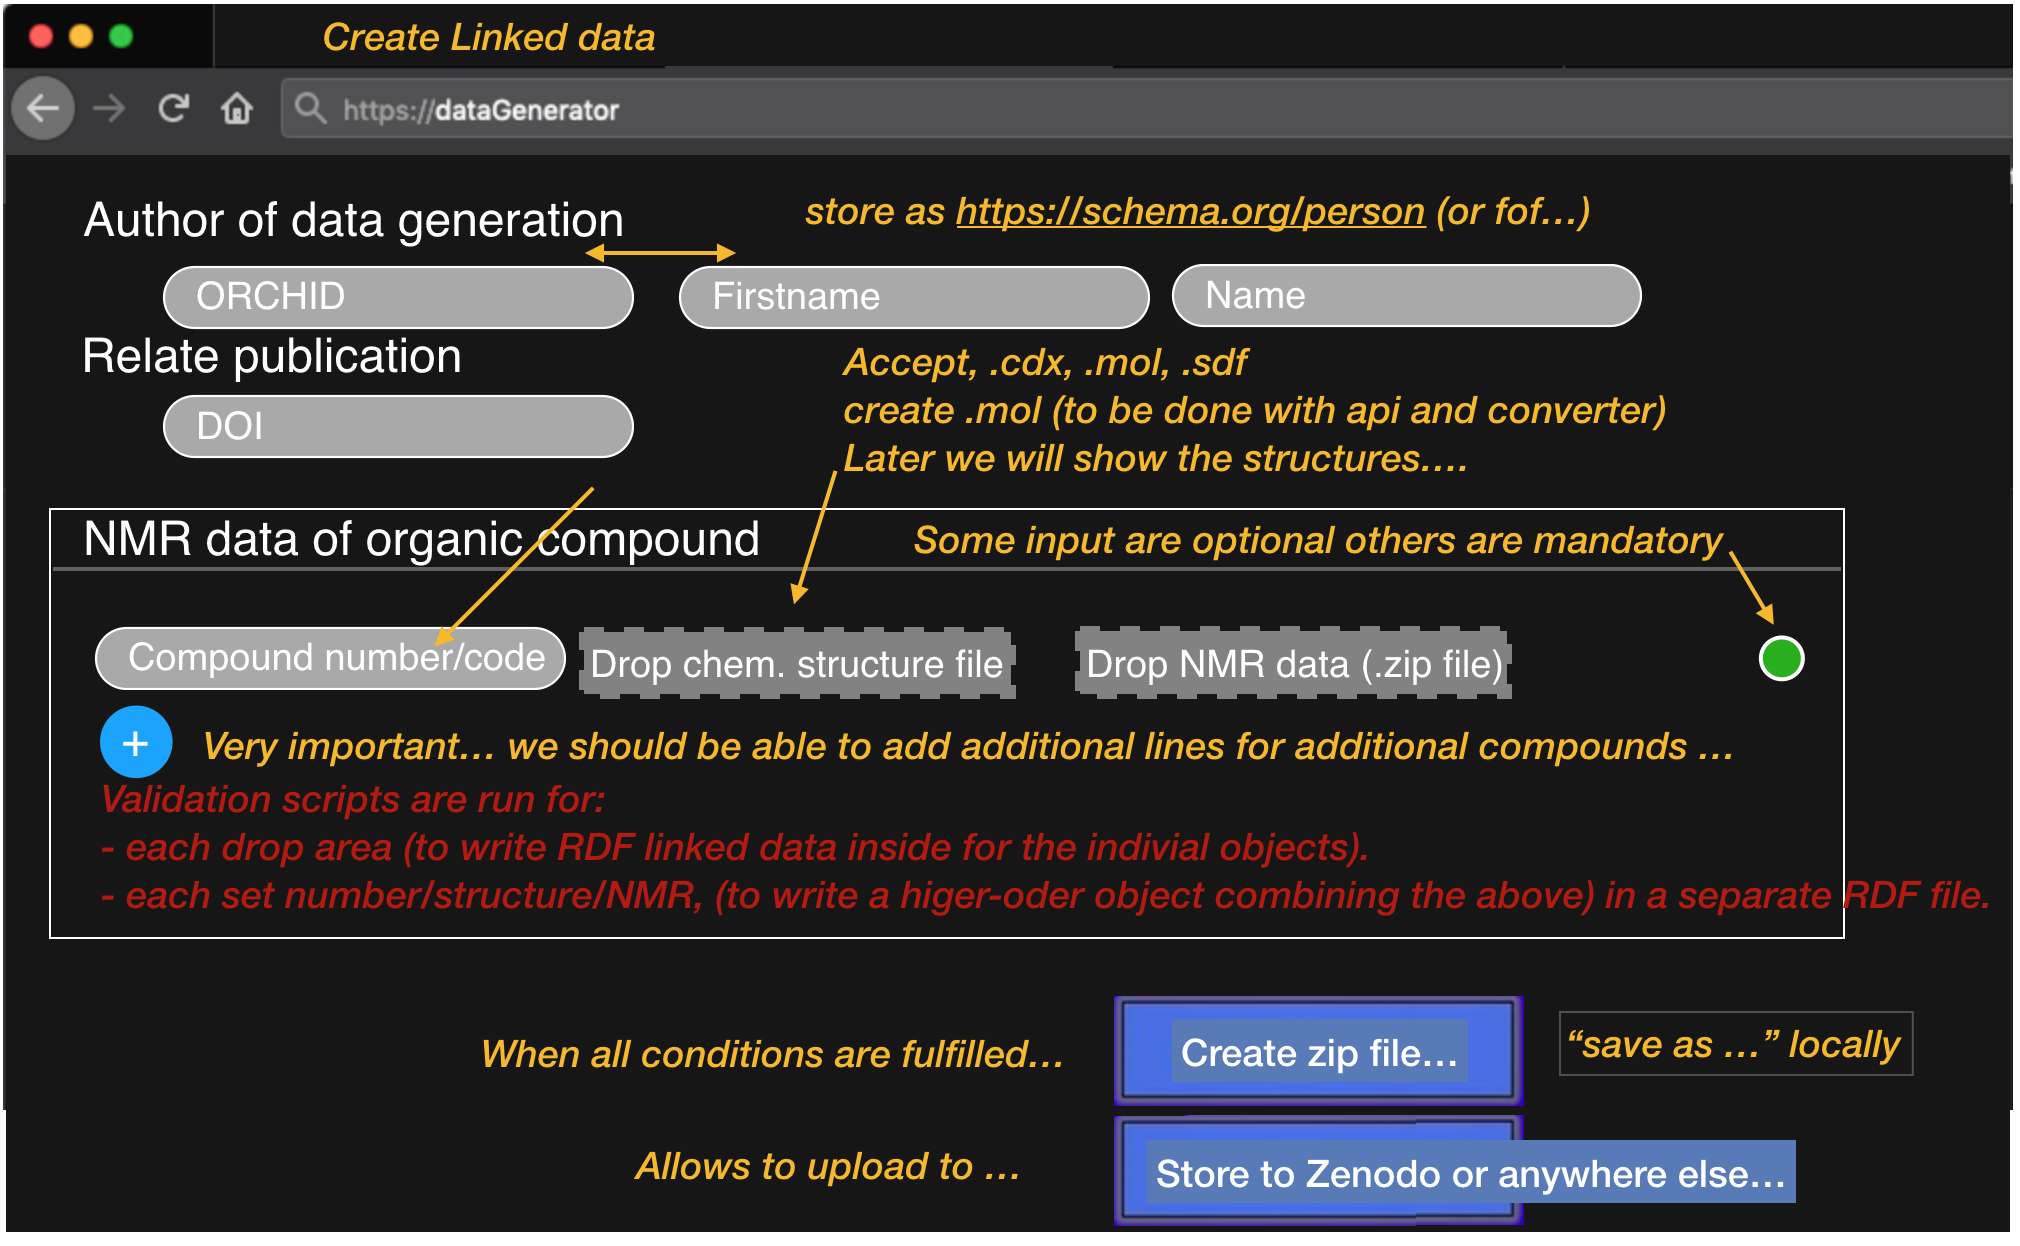 Create Linked data
https://dataGenerator
Author of data generation
store as https://schema.org/person (or fof...)
ORCHID
Firstname
Name
Relate publication
Accept, .cdx, .mol, .sdf
create .mol (to be done with api and converter)
DOI
Later we will show the structures....
NMR data of organic compound
Some input are optional others are mandatory
Compound number/code
Drop chem. structure file
Drop NMR data (.zip file)
+
Very important... we should be able to add additional lines for additional compounds ...
Validation scripts are run for:
- each drop area (to write RDF linked data inside for the indivial objects).
- each set number/structure/NMR, (to write a higer-oder object combining the above) in a separate RDF file.
When all conditions are fulfilled...
Create zip file...
“save as ...” locally
Allows to upload to ...
Store to Zenodo or anywhere else...